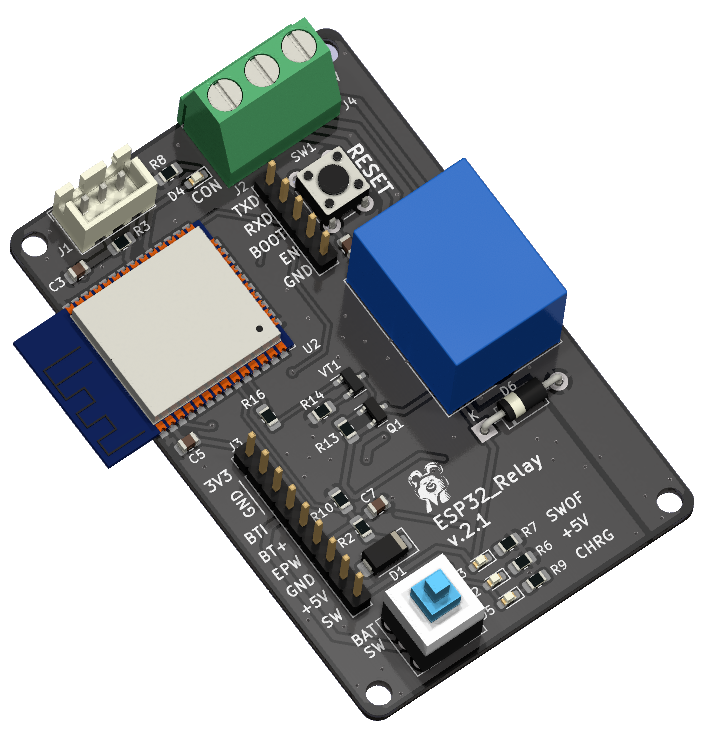 J4
SW1
RESET
R8
D4
CON
J2
TXD
RXD
BOOT
EN
GND
J1
R3
C3
U2
VT1
R16
R14
R13
Q1
D6
K
C5
J3
3V3
GND
BTI
BT+
EPW
GND
+5V
SW
R10
C7
R2
D1
ESP32_Relay
v.2.1
SWOF
+5V
CHRG
R7
R6
R9
BAT
SW